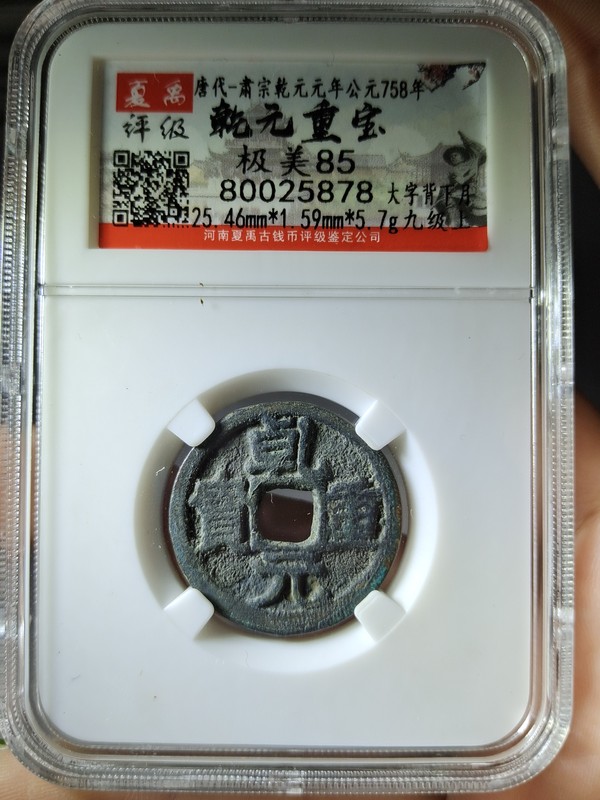 夏禹 唐代-肃宗乾元元年公元758年
评级 乾元重宝
极美85
80025878 大字背下月
25.46mm*1.59mm*5.7g九级上
河南夏禹古钱币评级鉴定公司
元重寶